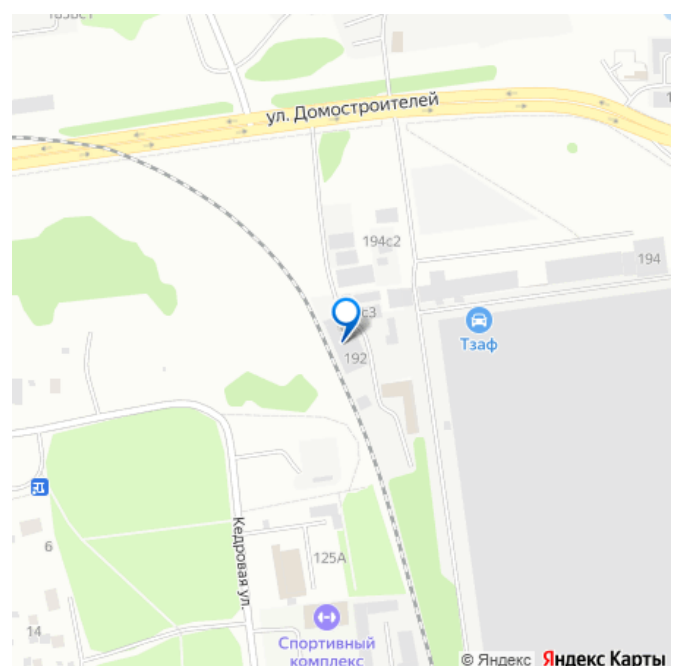 ул. Домостроителей
194с2
194
с3
Тзаф
192
Кедровая ул.
6
125А
14
Спортивный
комплекс
© Яндекс Яндекс Карты